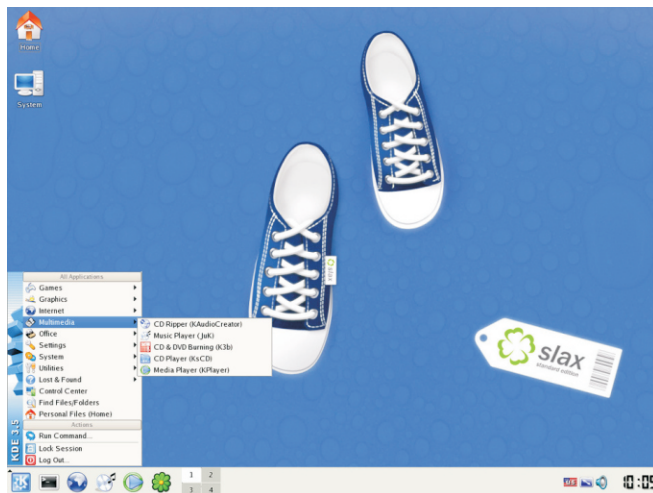 Home
System
slax
slax
standard edition
All Applications
Games
Graphics
Internet
Multimedia
Office
Settings
System
Utilities
Lost & Found
Control Center
Find Files/Folders
Personal Files (Home)
Actions
Run Command...
Lock Session
Log Out...
KDE 3.5
CD Ripper (KAudioCreator)
Music Player (JuK)
CD & DVD Burning (K3b)
CD Player (KsCD)
Media Player (KPlayer)
1 2
3 4